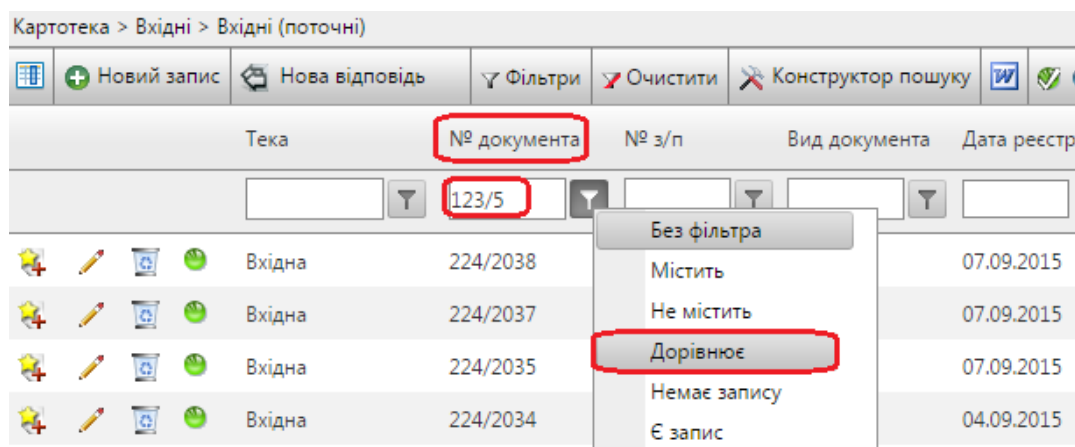 Картотека > Вхідні > Вхідні (поточні)
Новий запис Нова відповідь Фільтри Очистити Конструктор пошуку W
Тека № документа № з/п Вид документа Дата реєстр
123/5
Без фільтра
Вхідна 224/2038 Містить 07.09.2015
Вхідна 224/2037 Не містить 07.09.2015
Дорівнює
Вхідна 224/2035 07.09.2015
Немає запису
Вхідна 224/2034 Є запис 04.09.2015